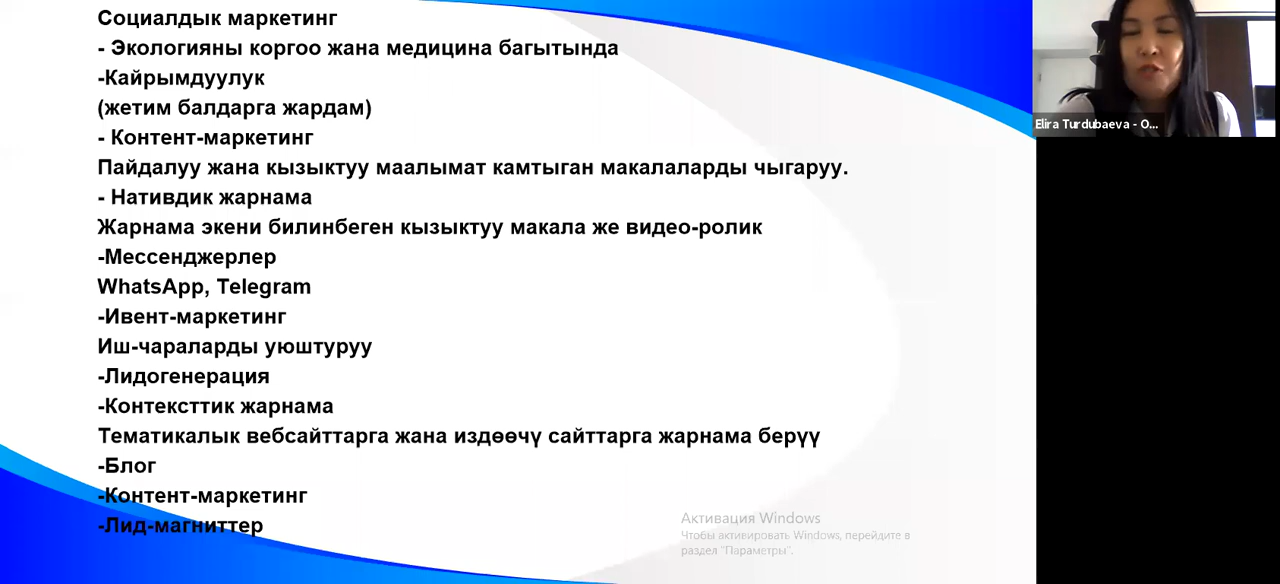 Социалдык маркетинг
- Экологияны коргоо жана медицина багытында
-Кайрымдуулук
(жетим балдарга жардам)
- Контент-маркетинг
Пайдалуу жана кызыктуу маалымат камтыган макалаларды чыгаруу.
- Нативдик жарнама
Жарнама экени билинбеген кызыктуу макала же видео-ролик
-Мессенджерлер
WhatsApp, Telegram
-Ивент-маркетинг
Иш-чараларды уюштуруу
-Лидогенерация
-Контексттик жарнама
Тематикалык вебсайттарга жана издөөчү сайттарга жарнама берүү
-Блог
-Контент-маркетинг
-Лид-магниттер
Elira Turdubaeva - O...
Активация Windows
Чтобы активировать Windows, перейдите в
раздел "Параметры".